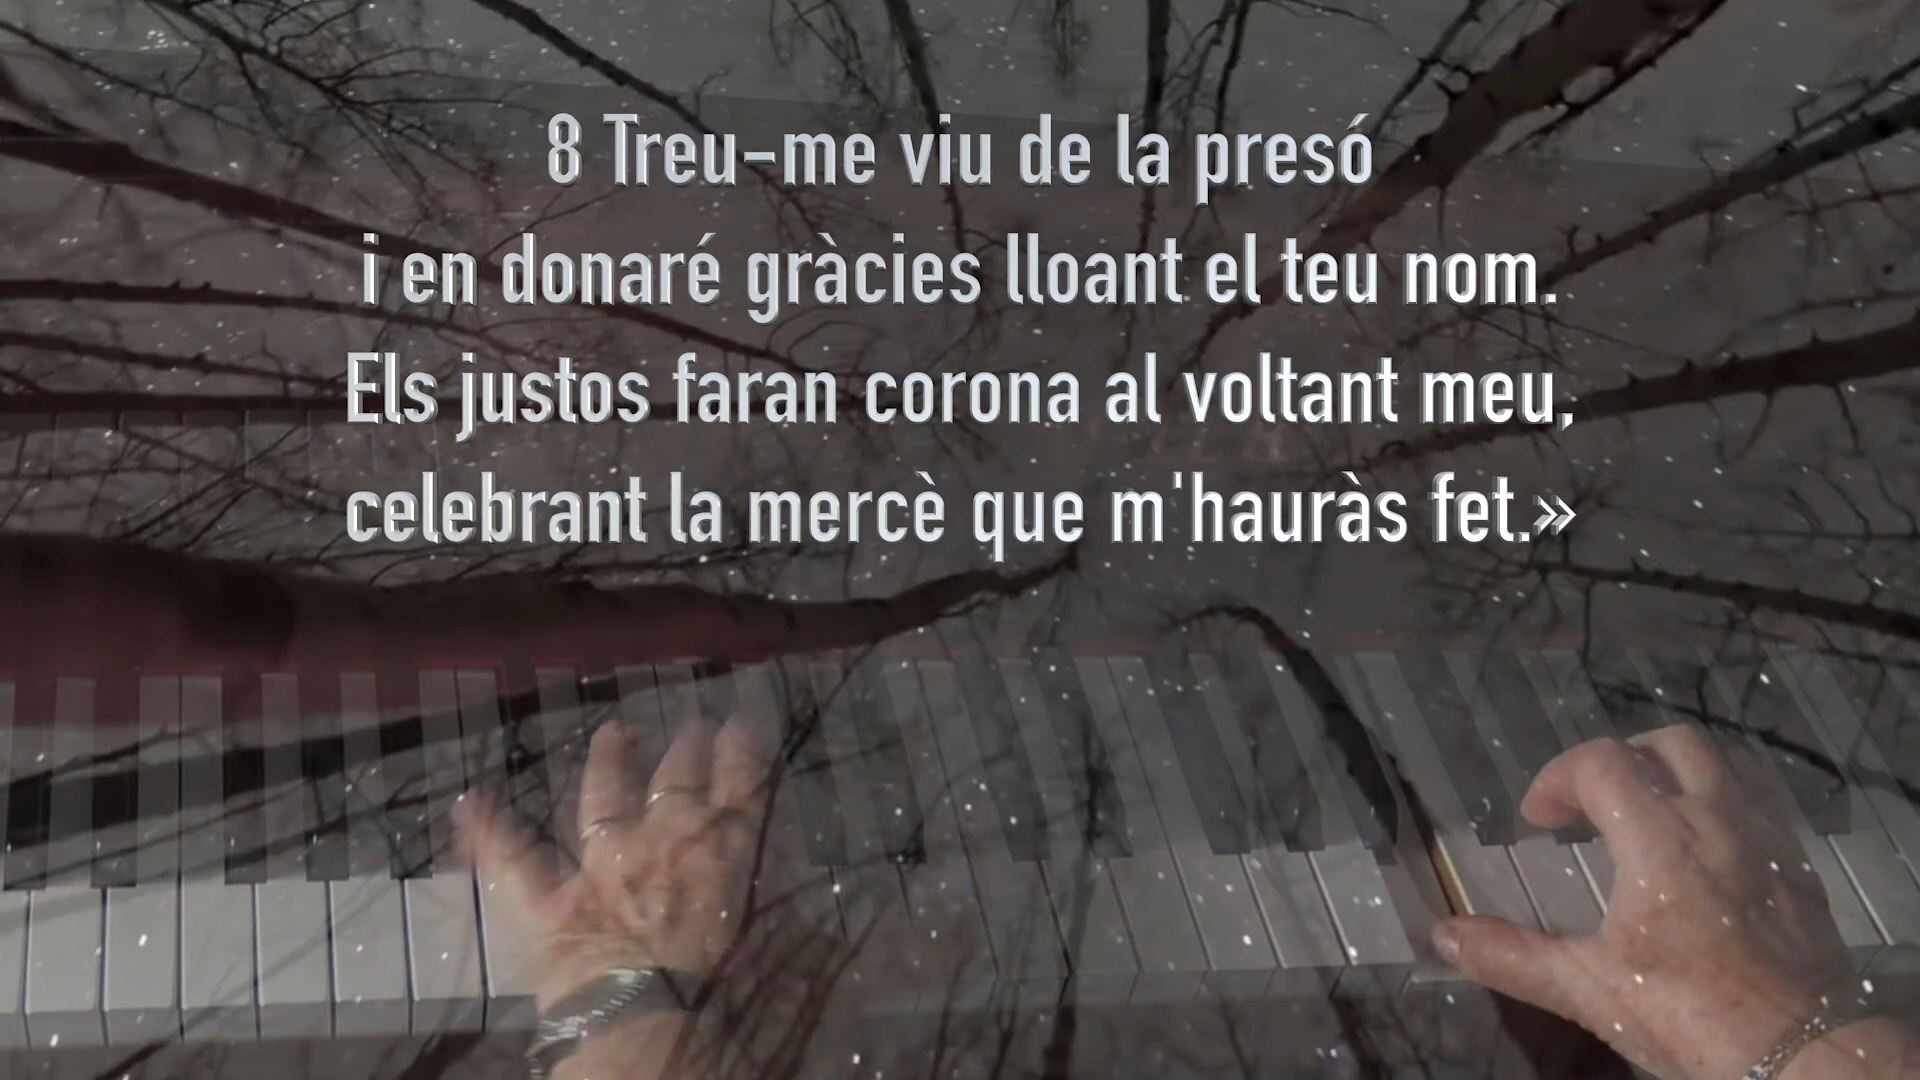 8 Treu-me viu de la presó
i en donaré gràcies lloant el teu nom.
Els justos faran corona al voltant meu,
celebrant la mercè que m'hauràs fet.»